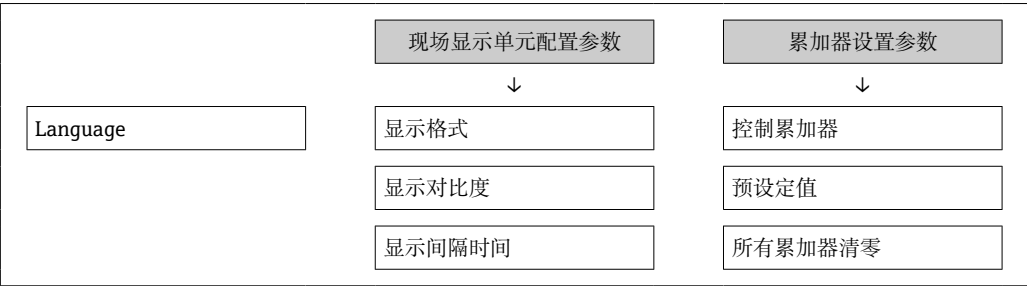 现场显示单元配置参数
累加器设置参数
↓
↓
Language
显示格式
控制累加器
显示对比度
预设定值
显示间隔时间
所有累加器清零